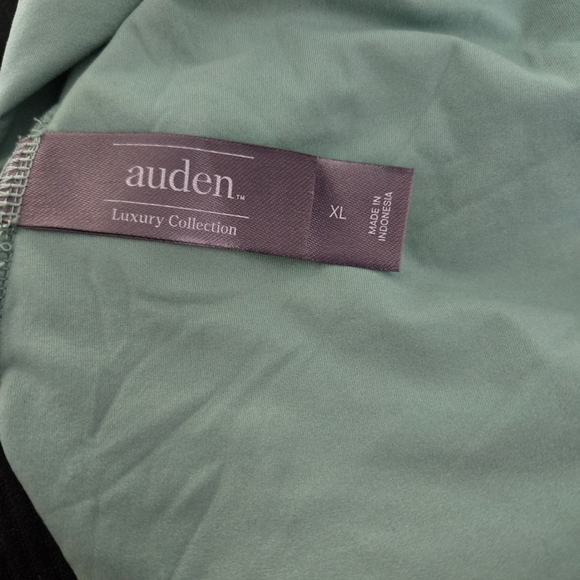 auden™
Luxury Collection
XL
MADE IN
INDONESIA